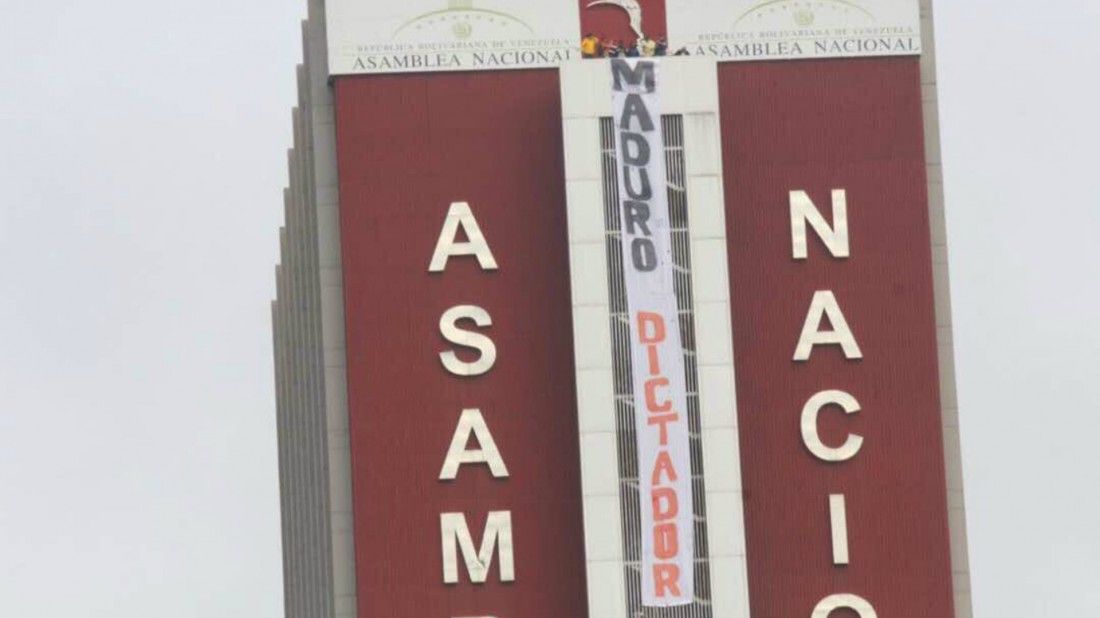 REPÚBLICA BOLIVARIANA DE VENEZUELA
ASAMBLEA NACIONAL
REPÚBLICA BOLIVARIANA DE VENEZUELA
ASAMBLEA NACIONAL
MADURO
DICTADOR
ASAM
NACIO